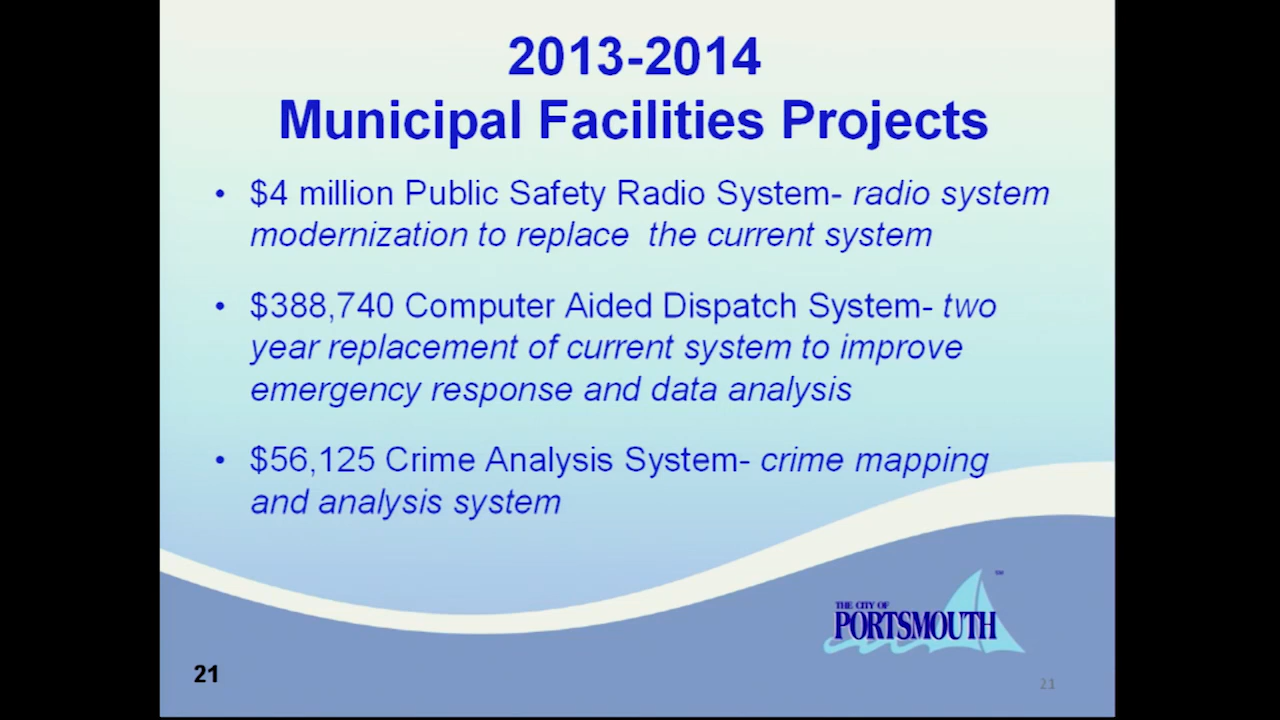 2013-2014
Municipal Facilities Projects
• $4 million Public Safety Radio System- radio system
modernization to replace  the current system
• $388,740 Computer Aided Dispatch System- two
year replacement of current system to improve
emergency response and data analysis
• $56,125 Crime Analysis System- crime mapping
and analysis system
THE CITY OF
PORTSMOUTH
21
21